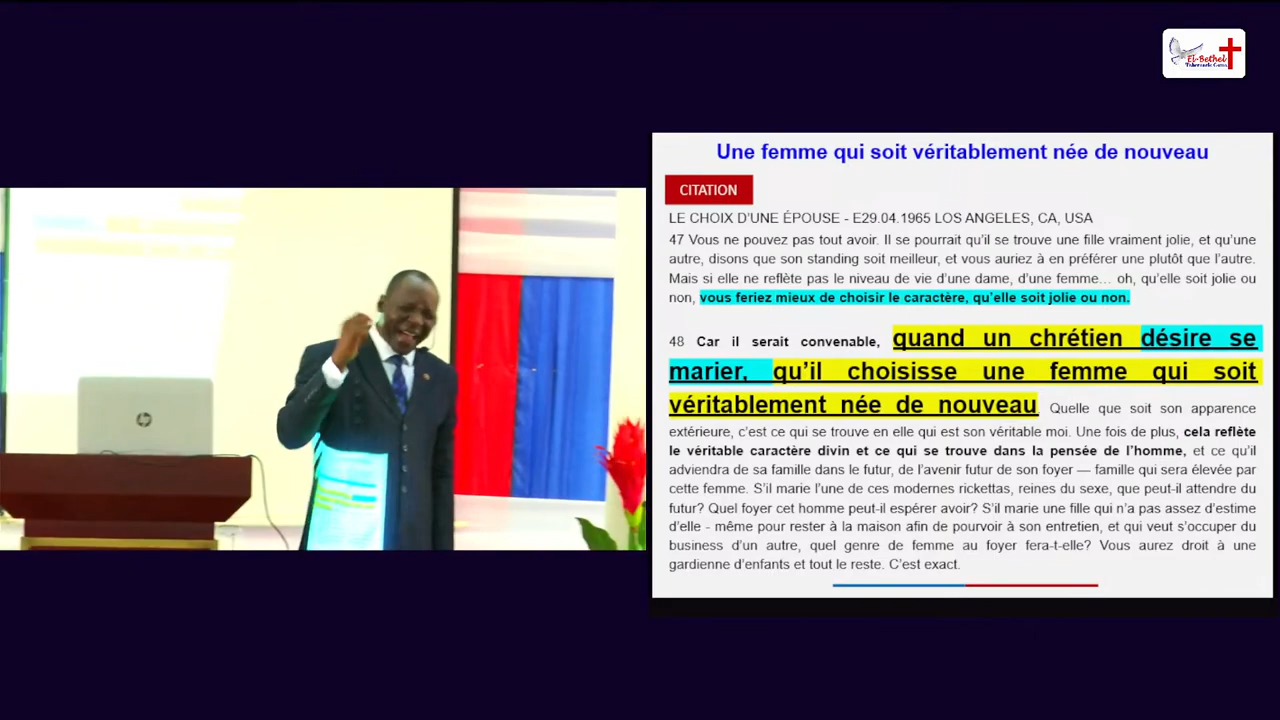 El-Bethel
Tabernacle
Une femme qui soit véritablement née de nouveau
CITATION
LE CHOIX D'UNE ÉPOUSE - E29.04.1965 LOS ANGELES, CA, USA
47 Vous ne pouvez pas tout avoir. Il se pourrait qu'il se trouve une fille vraiment jolie, et qu'une
autre, disons que son standing soit meilleur, et vous auriez à en préférer une plutôt que l'autre.
Mais si elle ne reflète pas le niveau de vie d'une dame, d'une femme… oh, qu'elle soit jolie ou
non, vous feriez mieux de choisir le caractère, qu'elle soit jolie ou non.
48 Car il serait convenable, quand un chrétien désire se
marier, qu'il choisisse une femme qui soit
véritablement née de nouveau Quelle que soit son apparence
extérieure, c'est ce qui se trouve en elle qui est son véritable moi. Une fois de plus, cela reflète
le véritable caractère divin et ce qui se trouve dans la pensée de l'homme, et ce qu'il
adviendra de sa famille dans le futur, de l'avenir futur de son foyer — famille qui sera élevée par
cette femme. S'il marie l'une de ces modernes rickettas, reines du sexe, que peut-il attendre du
futur? Quel foyer cet homme peut-il espérer avoir? S'il marie une fille qui n'a pas assez d'estime
d'elle - même pour rester à la maison afin de pourvoir à son entretien, et qui veut s'occuper du
business d'un autre, quel genre de femme au foyer fera-t-elle? Vous aurez droit à une
gardienne d'enfants et tout le reste. C'est exact.